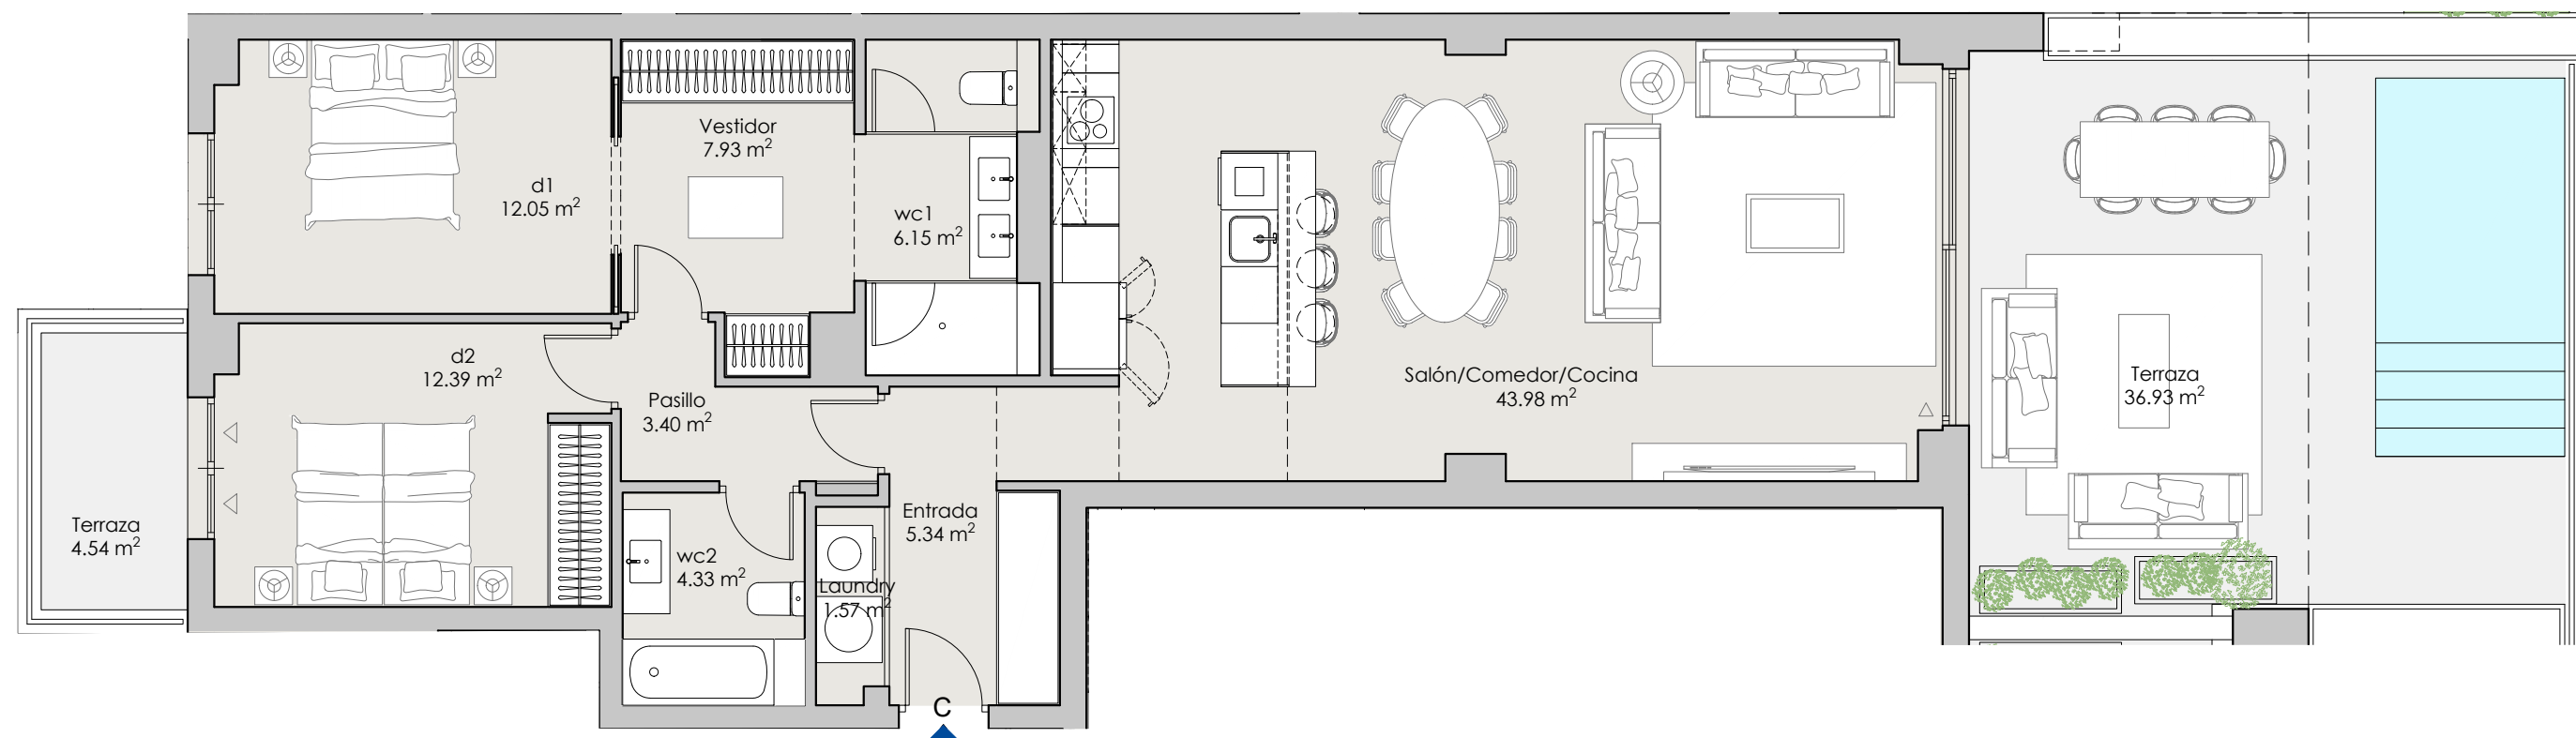 Vestidor
7.93 m²
d1
12.05 m²
wc1
6.15 m²
d2
12.39 m²
Pasillo
3.40 m²
Salón/Comedor/Cocina
43.98 m²
Terraza
36.93 m²
Terraza
4.54 m²
Entrada
5.34 m²
wc2
4.33 m²
Laundry
1.57 m²
C